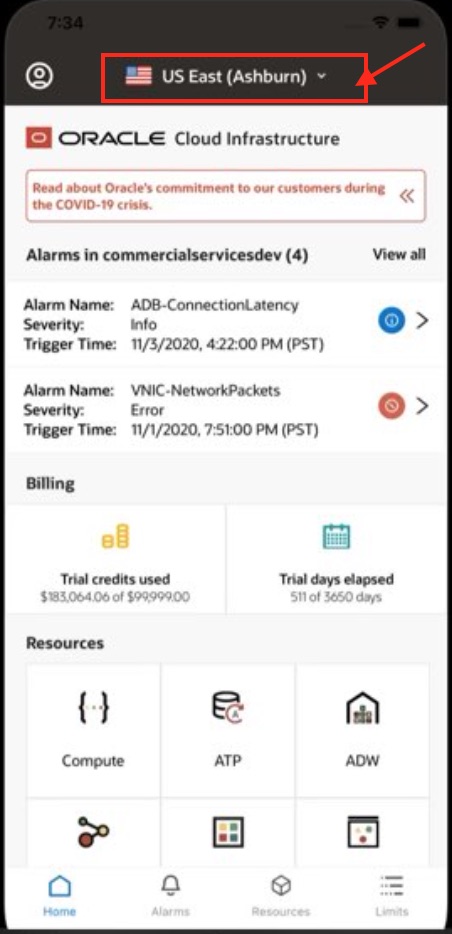 7:34
US East (Ashburn)
ORACLE Cloud Infrastructure
Read about Oracle's commitment to our customers during
the COVID-19 crisis.
Alarms in commercialservicesdev (4) View all
Alarm Name: ADB-ConnectionLatency
Severity: Info
Trigger Time: 11/3/2020, 4:22:00 PM (PST)
Alarm Name: VNIC-NetworkPackets
Severity: Error
Trigger Time: 11/1/2020, 7:51:00 PM (PST)
Billing
Trial credits used
$183,064.06 of $99,999.00
Trial days elapsed
511 of 3650 days
Resources
Compute ATP ADW
Home Alarms Resources Limits